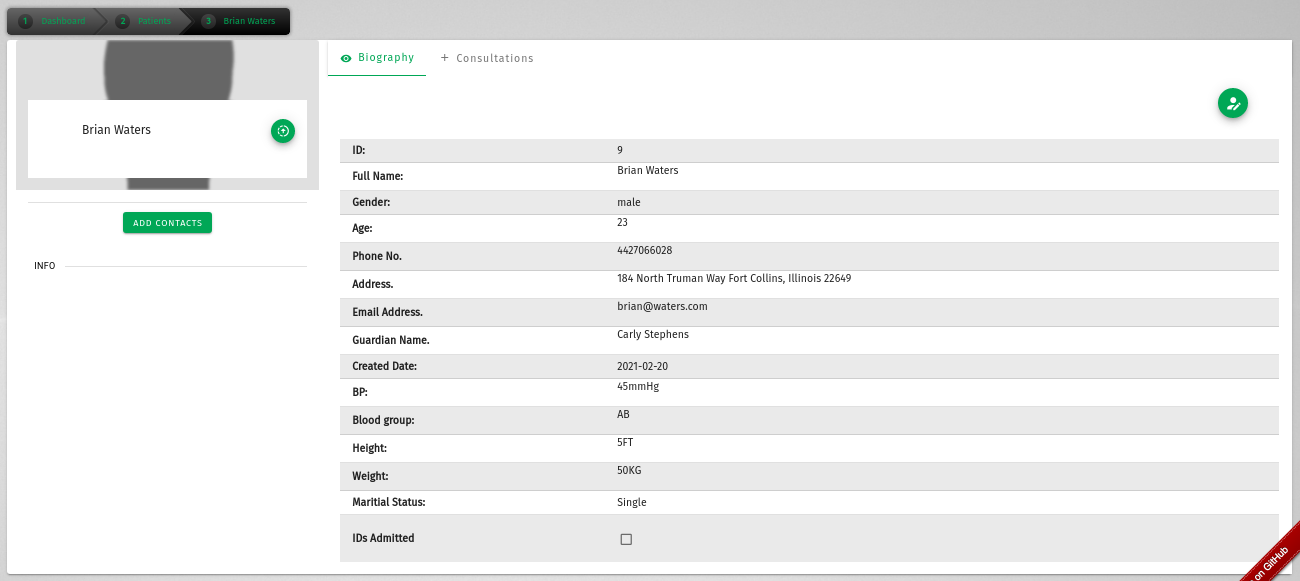 1 Dashboard 2 Patients 3 Brian Waters
Brian Waters
ADD CONTACTS
INFO
Biography + Consultations
ID: 9
Full Name: Brian Waters
Gender: male
Age: 23
Phone No. 4427066028
Address. 184 North Truman Way Fort Collins, Illinois 22649
Email Address. brian@waters.com
Guardian Name. Carly Stephens
Created Date: 2021-02-20
BP: 45mmHg
Blood group: AB
Height: 5FT
Weight: 50KG
Maritial Status: Single
IDs Admitted
on GitHub